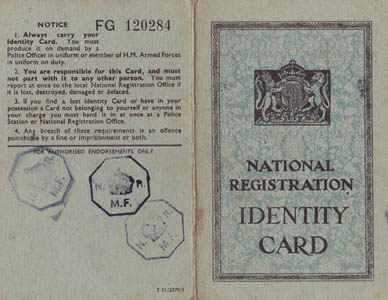 NOTICE FG 120284
1. Always carry your
Identity Card. You must
produce it on demand by a
Police Officer in uniform or member of H.M. Armed Forces
in uniform on duty.
2. You are responsible for this Card, and must
not part with it to any other person. You must
report at once to the local National Registration Office if
it is lost, destroyed, damaged or defaced.
3. If you find a lost Identity Card or have in your
possession a Card not belonging to yourself or anyone in
your charge you must hand it in at once at a Police
Station or National Registration Office.
4. Any breach of these requirements is an offence
punishable by a fine or imprisonment or both.
FOR AUTHORISED ENDORSEMENTS ONLY
N. R.
M.F.
N. R.
M.F.
N. R.
M.F.
NATIONAL
REGISTRATION
IDENTITY
CARD